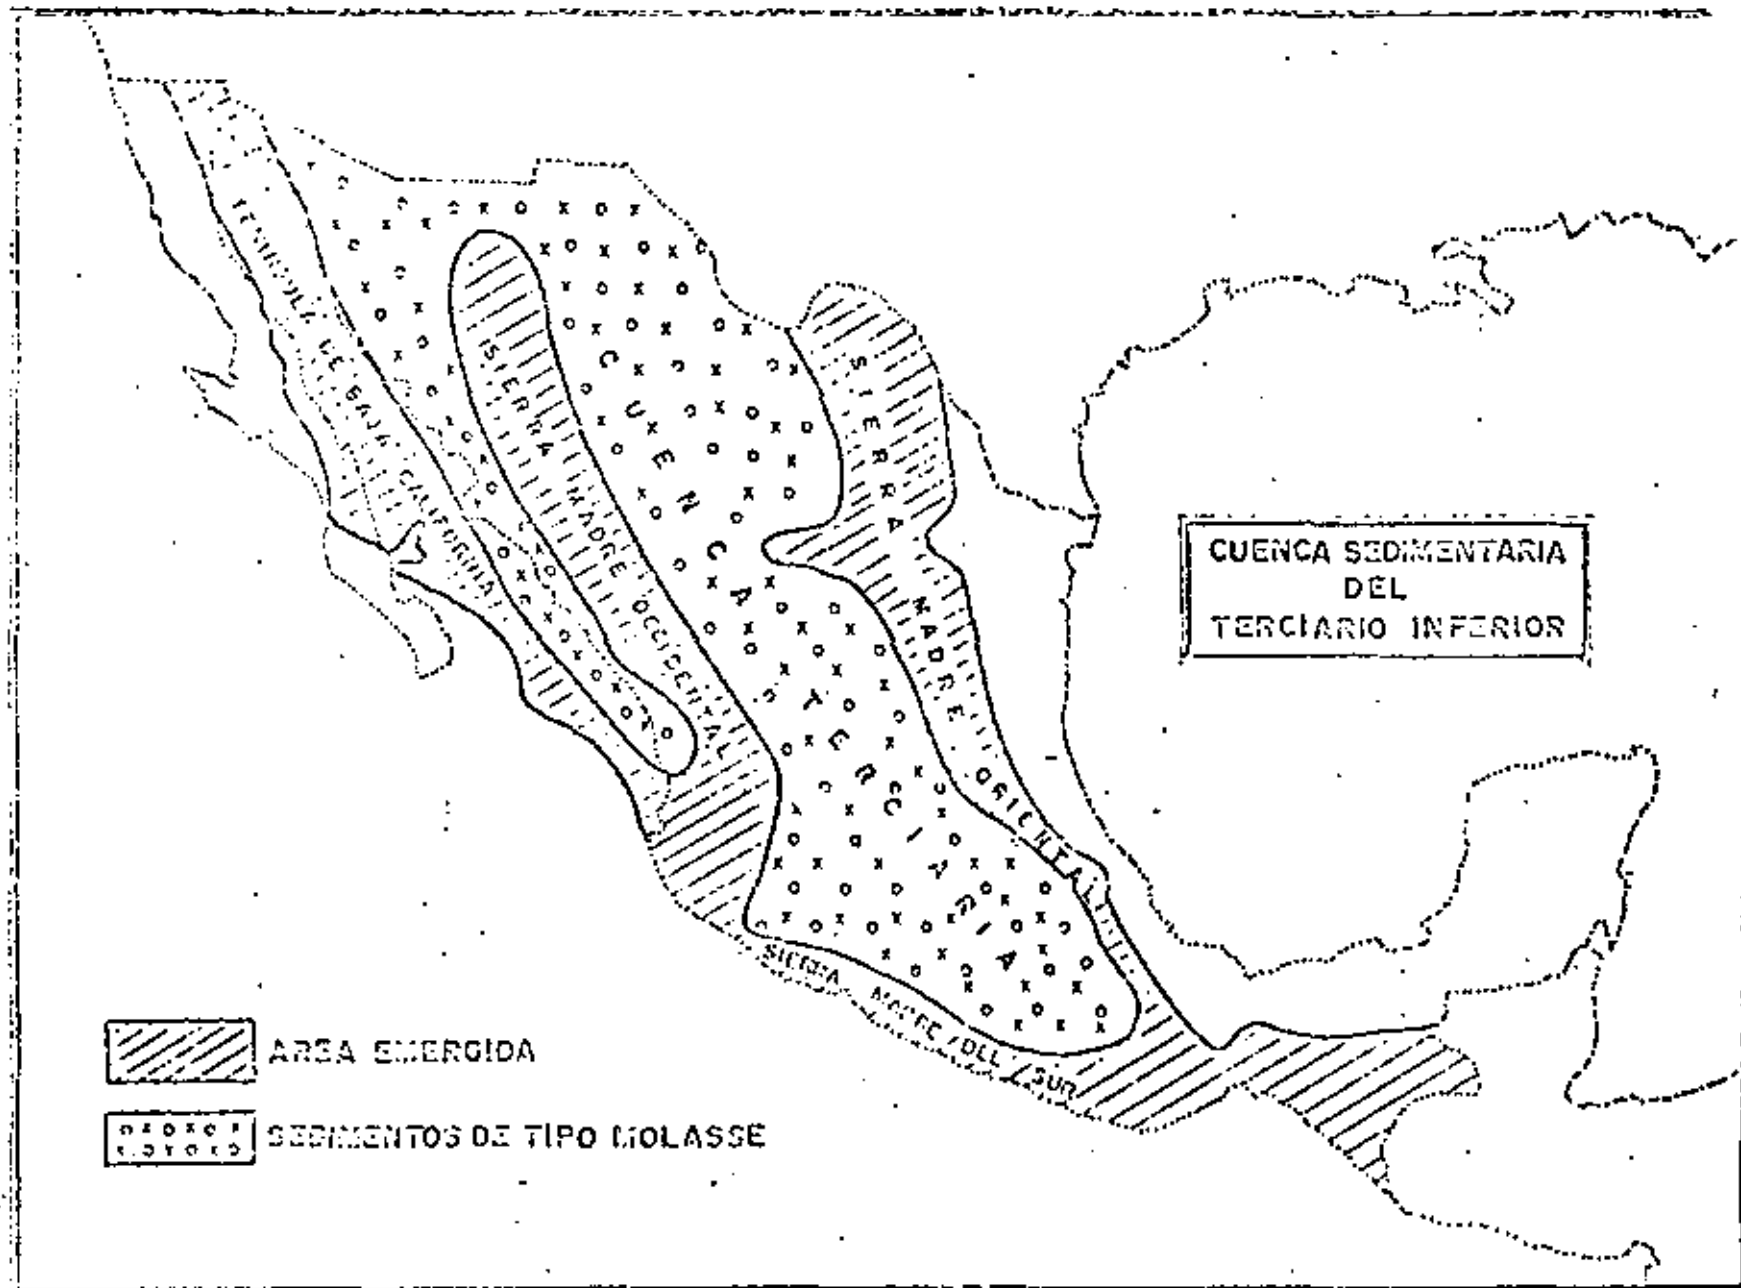 PENINSULA DE BAJA CALIFORNIA
SIERRA MADRE OCCIDENTAL
CUENCA TERCIARIA
SIERRA MADRE ORIENTAL
SIERRA MADRE DEL SUR
CUENCA SEDIMENTARIA
DEL
TERCIARIO INFERIOR
AREA EMERGIDA
SEDIMENTOS DE TIPO MOLASSE